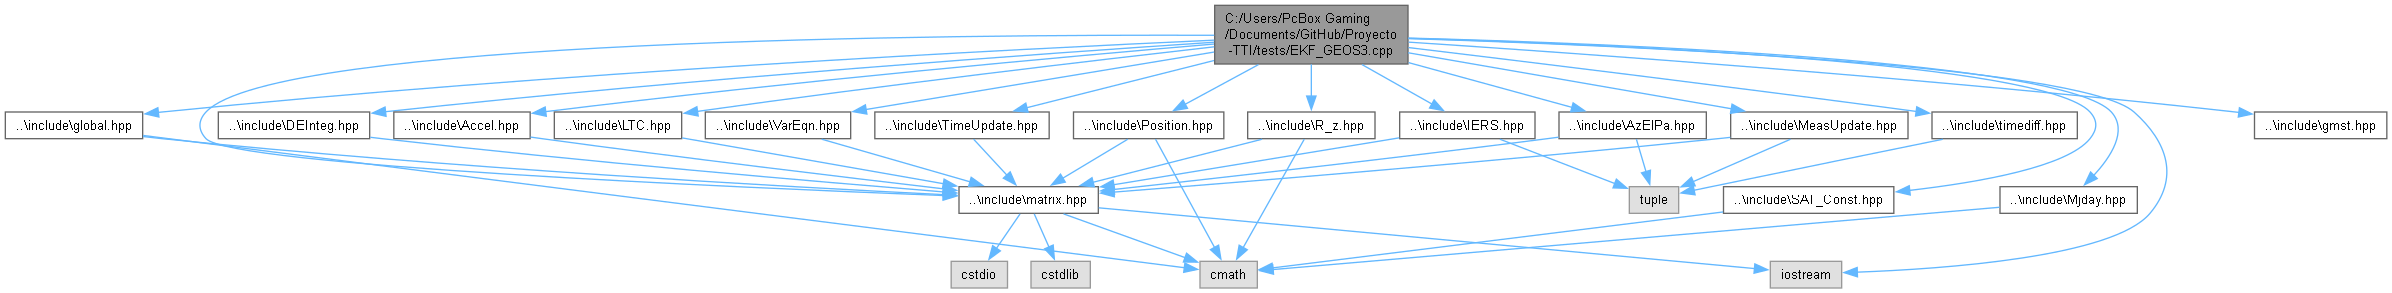 C:/Users/PcBox Gaming
/Documents/GitHub/Proyecto
-TTI/tests/EKF_GEOS3.cpp
..\include\global.hpp
..\include\DEInteg.hpp
..\include\Accel.hpp
..\include\LTC.hpp
..\include\VarEqn.hpp
..\include\TimeUpdate.hpp
..\include\Position.hpp
..\include\R_z.hpp
..\include\IERS.hpp
..\include\AzElPa.hpp
..\include\MeasUpdate.hpp
..\include\timediff.hpp
..\include\gmst.hpp
..\include\matrix.hpp
tuple
..\include\SAT_Const.hpp
..\include\Mjday.hpp
cstdio
cstdlib
cmath
iostream